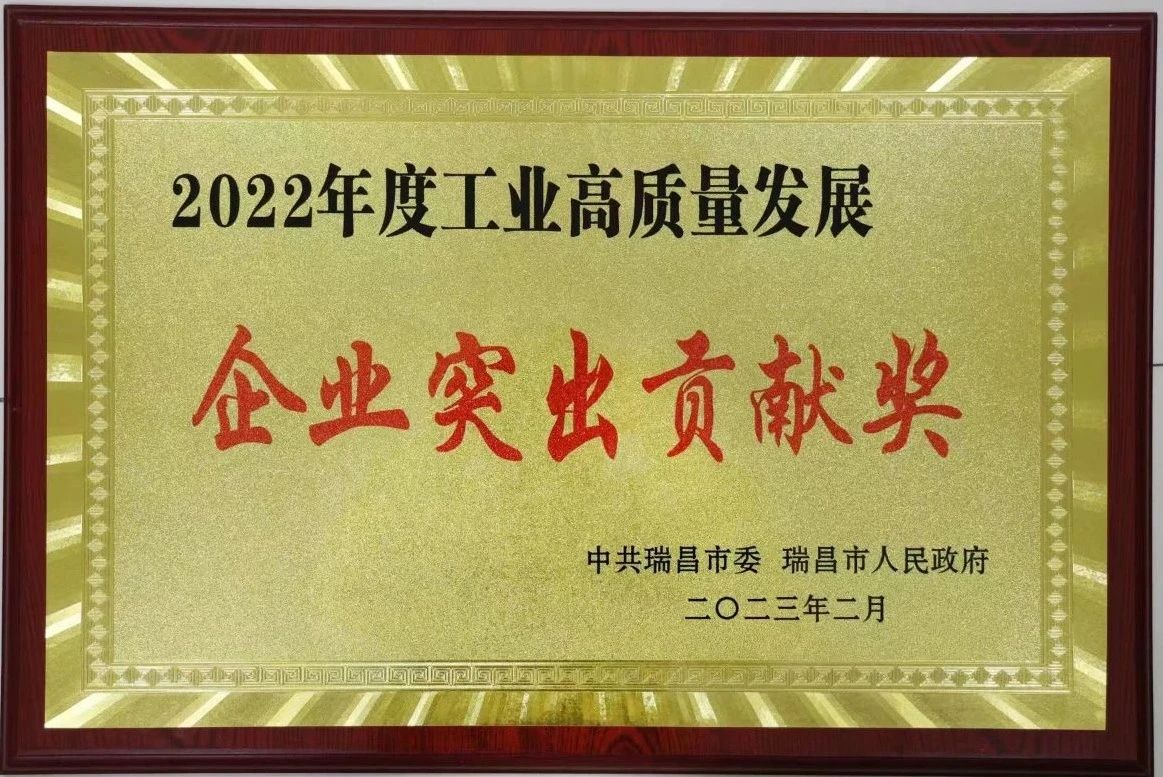 2022年度工业高质量发展
企业突出贡献奖
中共瑞昌市委 瑞昌市人民政府
二〇二三年二月